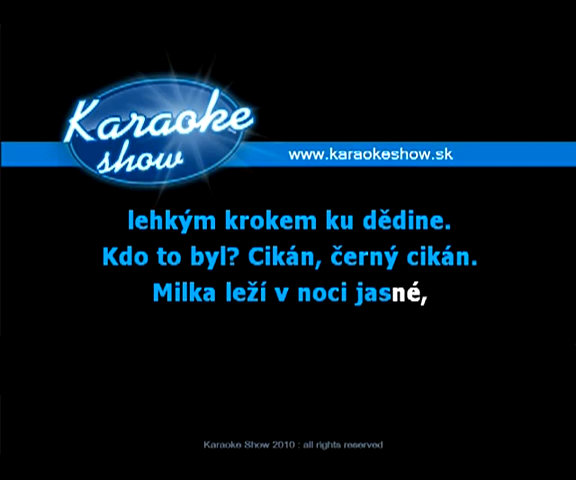 Karaoke
show
www.karaokeshow.sk
lehkým krokem ku dědine.
Kdo to byl? Cikán, černý cikán.
Milka leží v noci jasné,
Karaoke Show 2010 : all rights reserved